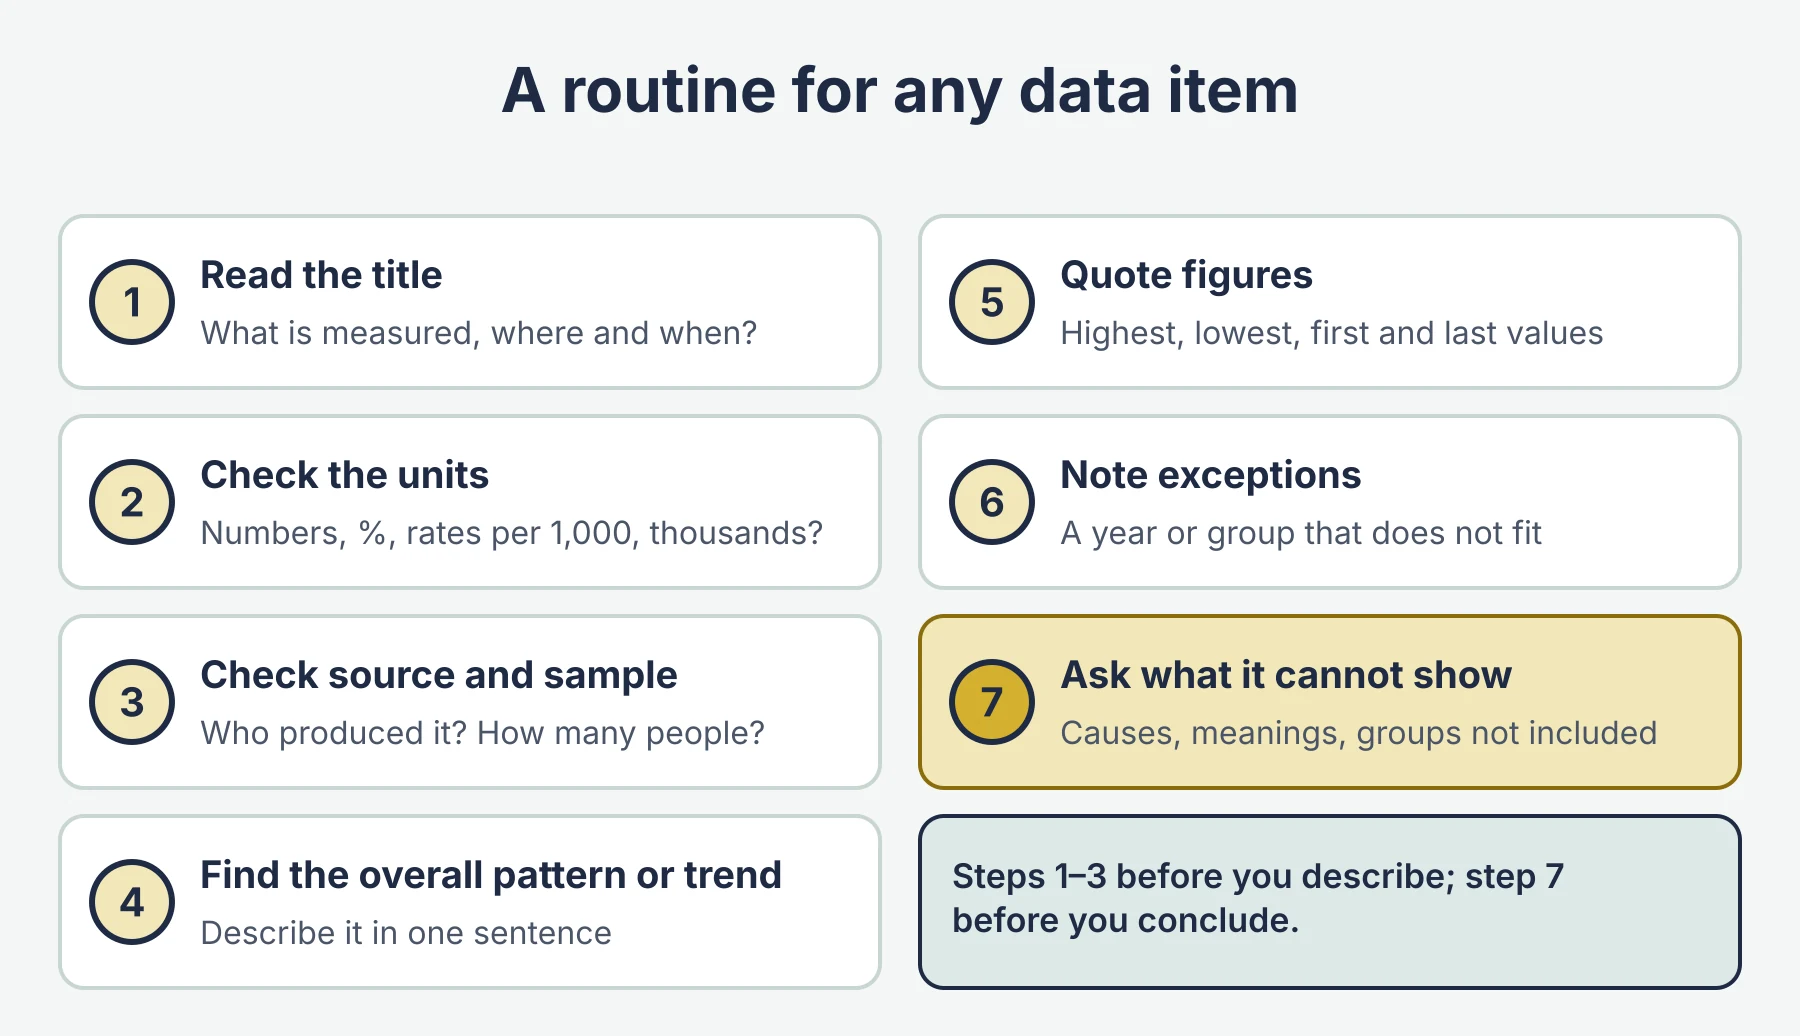 A routine for any data item
1
Read the title
What is measured, where and when?
2
Check the units
Numbers, %, rates per 1,000, thousands?
3
Check source and sample
Who produced it? How many people?
4
Find the overall pattern or trend
Describe it in one sentence
5
Quote figures
Highest, lowest, first and last values
6
Note exceptions
A year or group that does not fit
7
Ask what it cannot show
Causes, meanings, groups not included
Steps 1–3 before you describe; step 7
before you conclude.